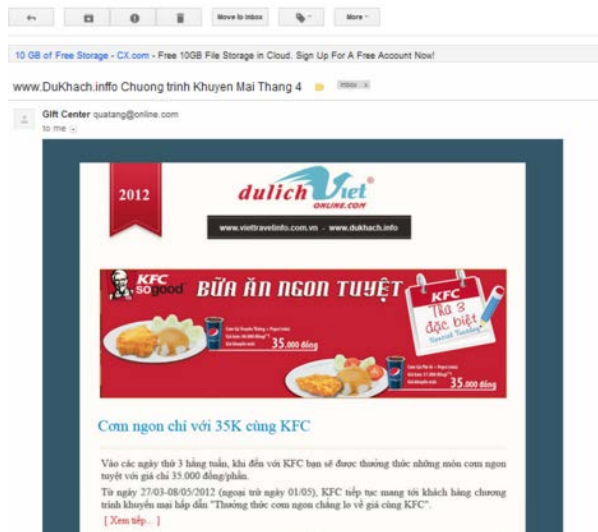 Move to Inbox
More
10 GB of Free Storage - CX.com - Free 10GB File Storage in Cloud. Sign Up For A Free Account Now!
www.DuKhach.inffo Chuong trinh Khuyen Mai Thang 4
Inbox x
Gift Center quatang@online.com
to me
2012
dulich Viet
ONLINE.COM
www.viettravelinfo.com.vn - www.dukhach.info
KFC
so good
BỮA ĂN NGON TUYỆT
KFC
Thứ 3
đặc biệt
Special Tuesday
35.000 đồng
35.000 đồng
Cơm ngon chỉ với 35K cùng KFC
Vào các ngày thứ 3 hằng tuần, khi đến với KFC bạn sẽ được thưởng thức những món cơm ngon
tuyệt với giá chỉ 35.000 đồng/phần.
Từ ngày 27/03-08/05/2012 (ngoại trừ ngày 01/05), KFC tiếp tục mang tới khách hàng chương
trình khuyến mại hấp dẫn "Thưởng thức cơm ngon chẳng lo về giá cùng KFC".
[ Xem tiếp... ]